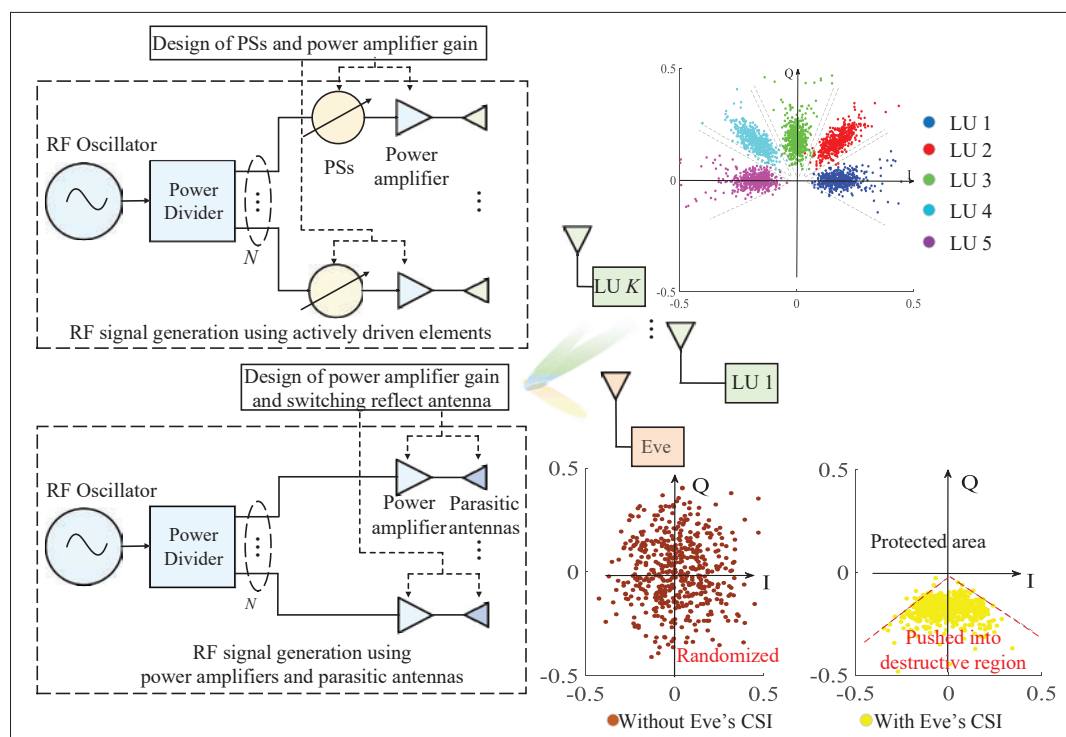 Design of PSs and power amplifier gain
RF Oscillator
Power
Divider
N
PSs
Power
amplifier
RF signal generation using actively driven elements
Design of power amplifier gain
and switching reflect antenna
RF Oscillator
Power
Divider
N
Power
amplifier
Parasitic
antennas
RF signal generation using
power amplifiers and parasitic antennas
0.5
Q
0
I
-0.5
-0.5
0
0.5
LU 1
LU 2
LU 3
LU 4
LU 5
LU K
LU 1
Eve
0.5
Q
0
I
Randomized
-0.5
-0.5
0
0.5
Without Eve's CSI
0.5
Q
Protected area
0
I
Pushed into
destructive region
-0.5
-0.5
0
0.5
With Eve's CSI